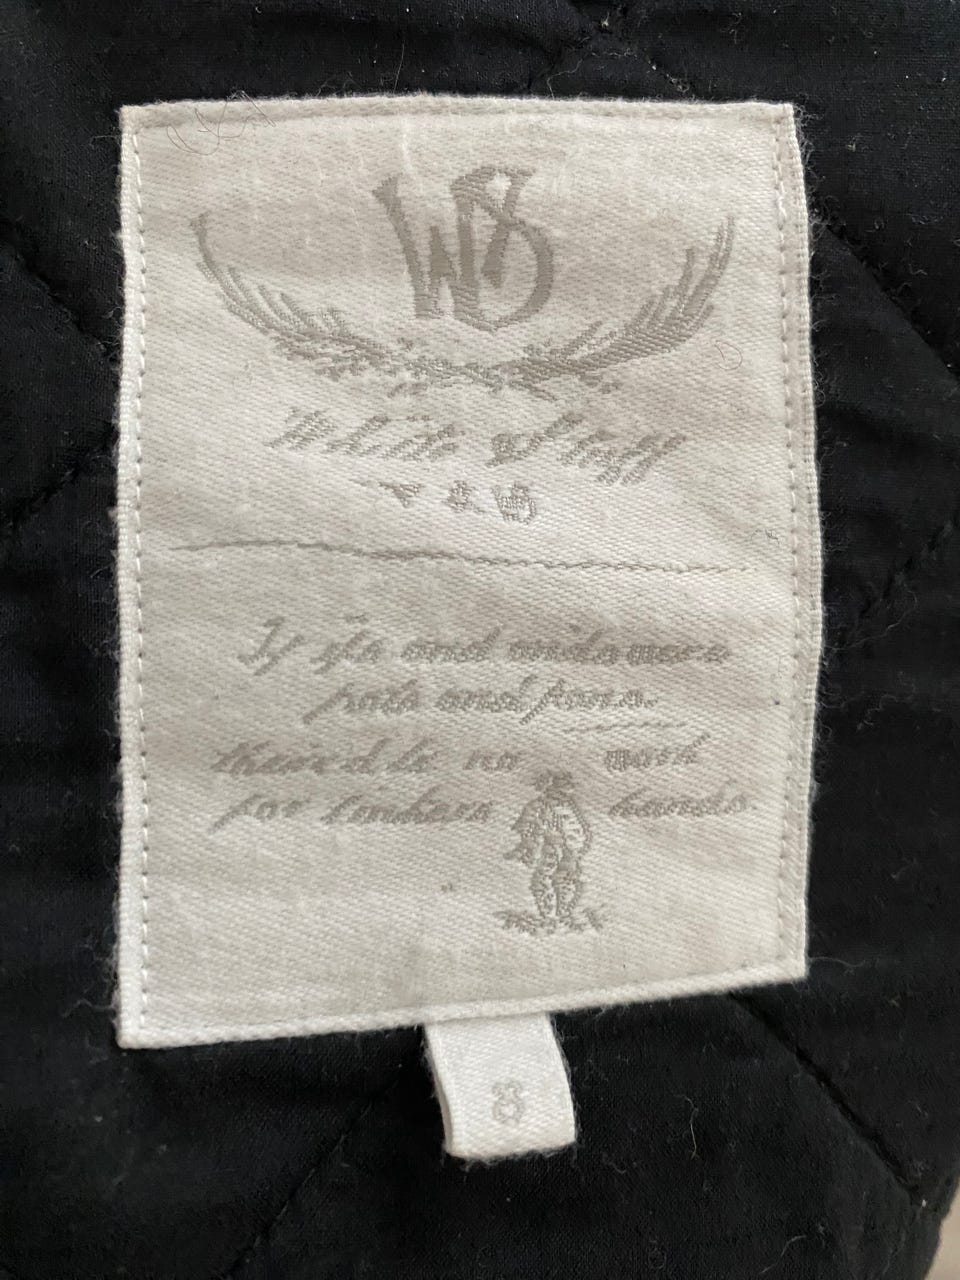 WS
White Stuff
If ifs and ands were
pots and pans.
there'd be no work
for tinkers hands.
8